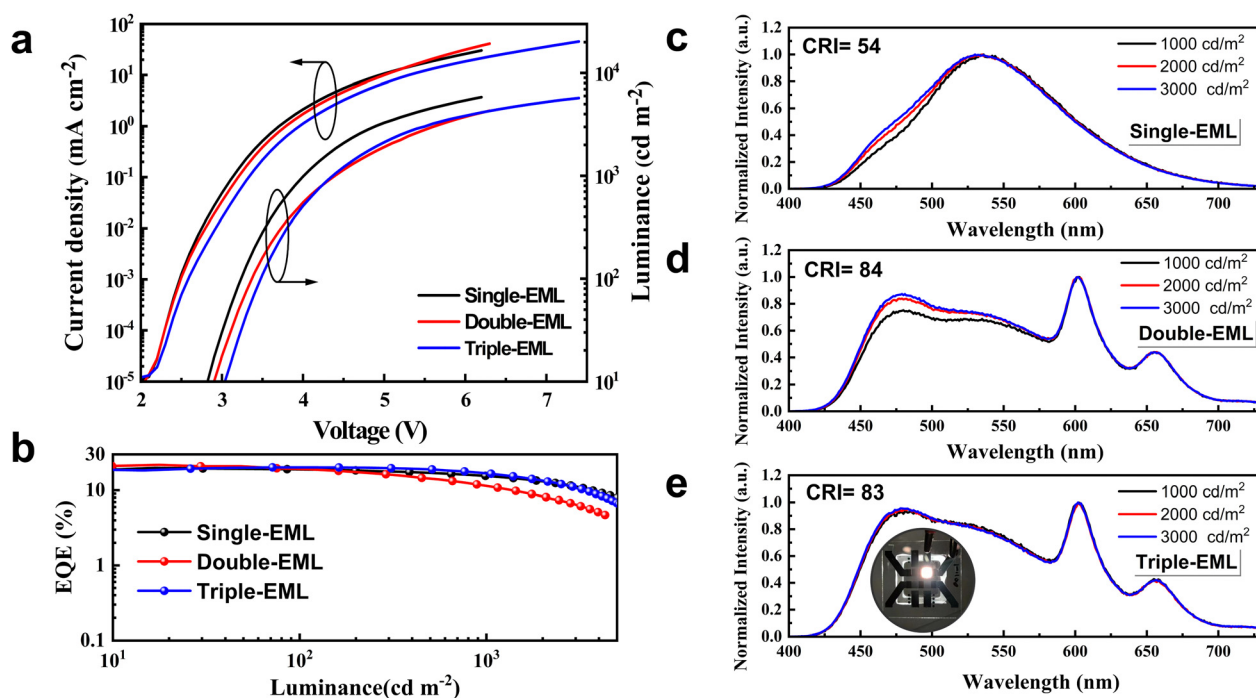 a
Current density (mA cm⁻²)
10²
10¹
10⁰
10⁻¹
10⁻²
10⁻³
10⁻⁴
10⁻⁵
2
3
4
5
6
7
Voltage (V)
10⁴
10³
10²
10¹
Luminance (cd m⁻²)
Single-EML
Double-EML
Triple-EML
b
EQE (%)
30
10
1
0.1
10¹
10²
10³
Luminance(cd m⁻²)
Single-EML
Double-EML
Triple-EML
c
CRI= 54
Normalized Intensity (a.u.)
1.4
1.2
1.0
0.8
0.6
0.4
0.2
0.0
1000 cd/m²
2000 cd/m²
3000 cd/m²
Single-EML
400
450
500
550
600
650
700
Wavelength (nm)
d
CRI= 84
Normalized Intensity (a.u.)
1.4
1.2
1.0
0.8
0.6
0.4
0.2
0.0
1000 cd/m²
2000 cd/m²
3000 cd/m²
Double-EML
400
450
500
550
600
650
700
Wavelength (nm)
e
CRI= 83
Normalized Intensity (a.u.)
1.4
1.2
1.0
0.8
0.6
0.4
0.2
0.0
1000 cd/m²
2000 cd/m²
3000 cd/m²
Triple-EML
400
450
500
550
600
650
700
Wavelength (nm)